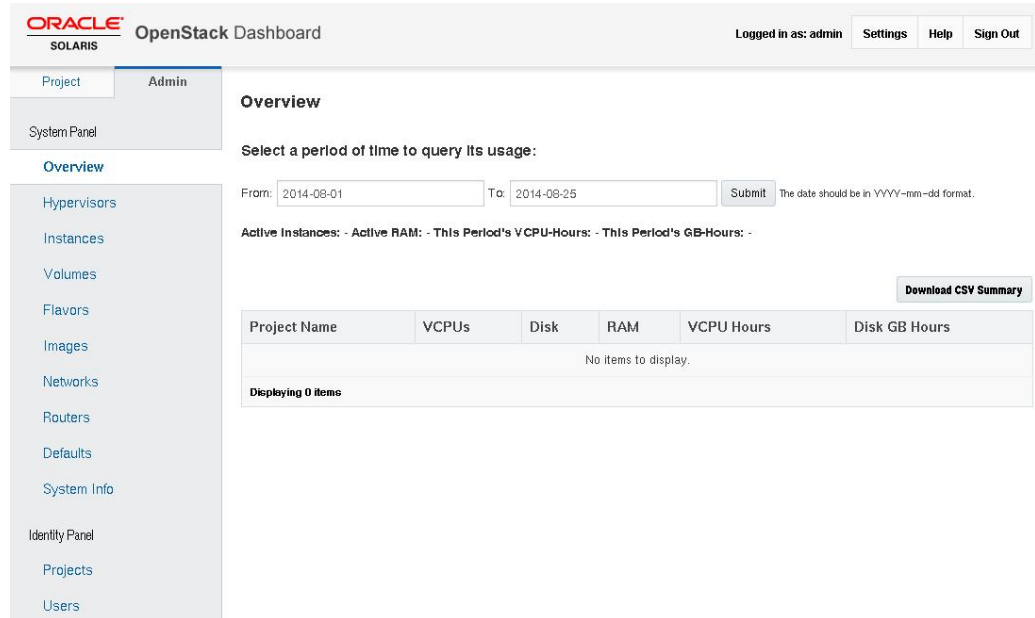 ORACLE
SOLARIS
OpenStack Dashboard
Logged in as: admin
Settings
Help
Sign Out
Project
Admin
System Panel
Overview
Hypervisors
Instances
Volumes
Flavors
Images
Networks
Routers
Defaults
System Info
Identity Panel
Projects
Users
Overview
Select a period of time to query its usage:
From: 2014-08-01 To: 2014-08-25 Submit The date should be in YYYY-mm-dd format.
Active Instances: - Active RAM: - This Period's VCPU-Hours: - This Period's GB-Hours: -
Download CSV Summary
Project Name VCPUs Disk RAM VCPU Hours Disk GB Hours
No items to display.
Displaying 0 items